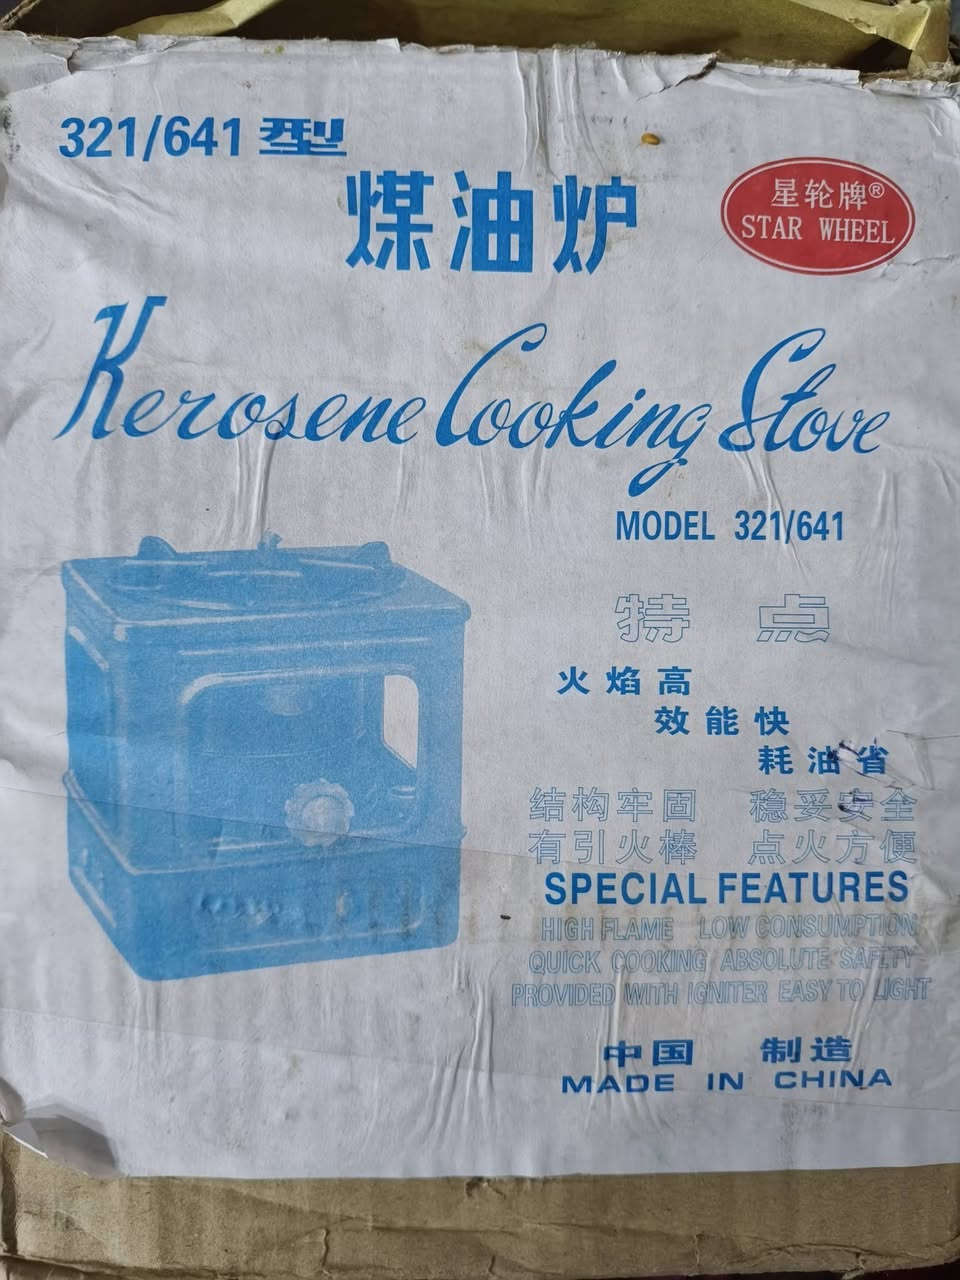 321/641型
煤油炉
星轮牌®
STAR WHEEL
Kerosene Cooking Stove
MODEL 321/641
特点
火焰高
效能快
耗油省
结构牢固 稳妥安全
有引火棒 点火方便
SPECIAL FEATURES
HIGH FLAME LOW CONSUMPTION
QUICK COOKING ABSOLUTE SAFETY
PROVIDED WITH IGNITER EASY TO LIGHT
中国 制造
MADE IN CHINA